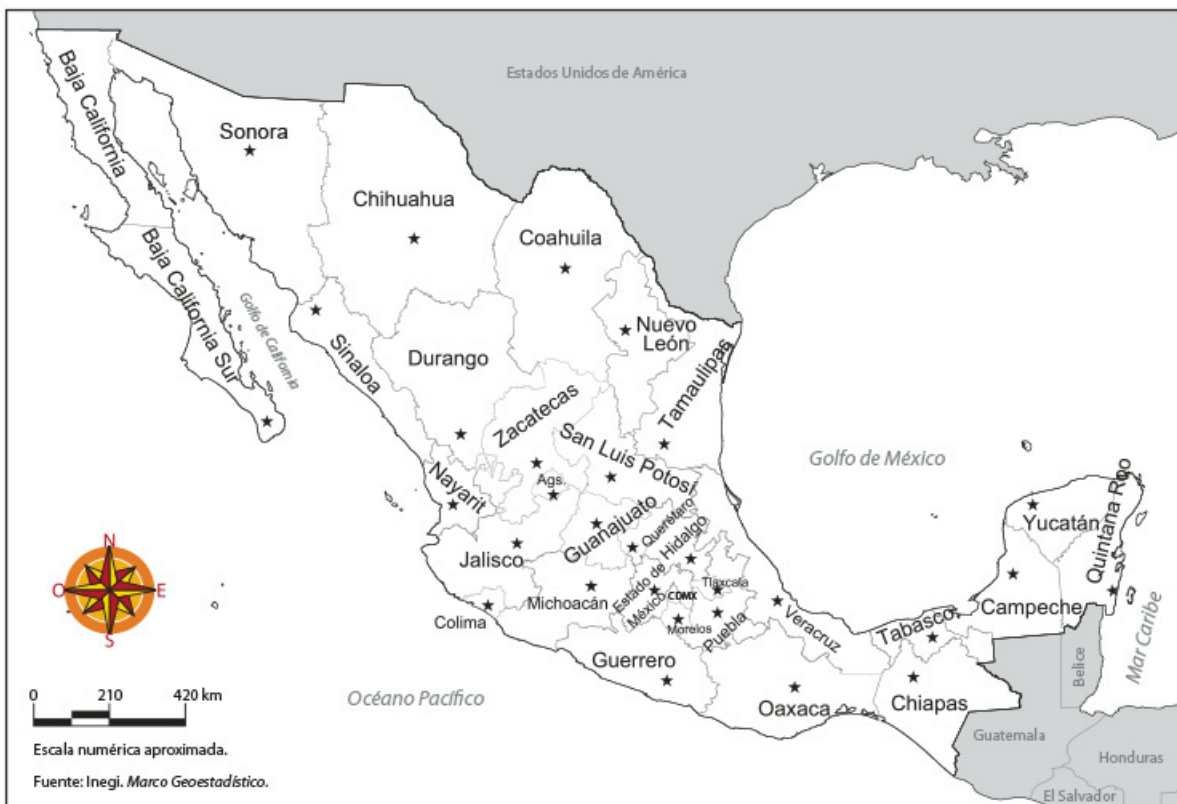 Estados Unidos de América
Baja California
Sonora
Chihuahua
Coahuila
Baja California Sur
Golfo de California
Sinaloa
Nuevo
León
Durango
Tamaulipas
Zacatecas
San Luis Potosí
Golfo de México
Nayarit
Ags.
Guanajuato
Querétaro
Hidalgo
Yucatán
Quintana Roo
Jalisco
Estado de
México
CDMX
Tlaxcala
Michoacán
Colima
Morelos
Puebla
Veracruz
Tabasco
Campeche
Mar Caribe
Guerrero
Oaxaca
Chiapas
Belice
Océano Pacífico
Guatemala
Honduras
El Salvador
N
O
E
S
0 210 420 km
Escala numérica aproximada.
Fuente: Inegi. Marco Geoestadístico.